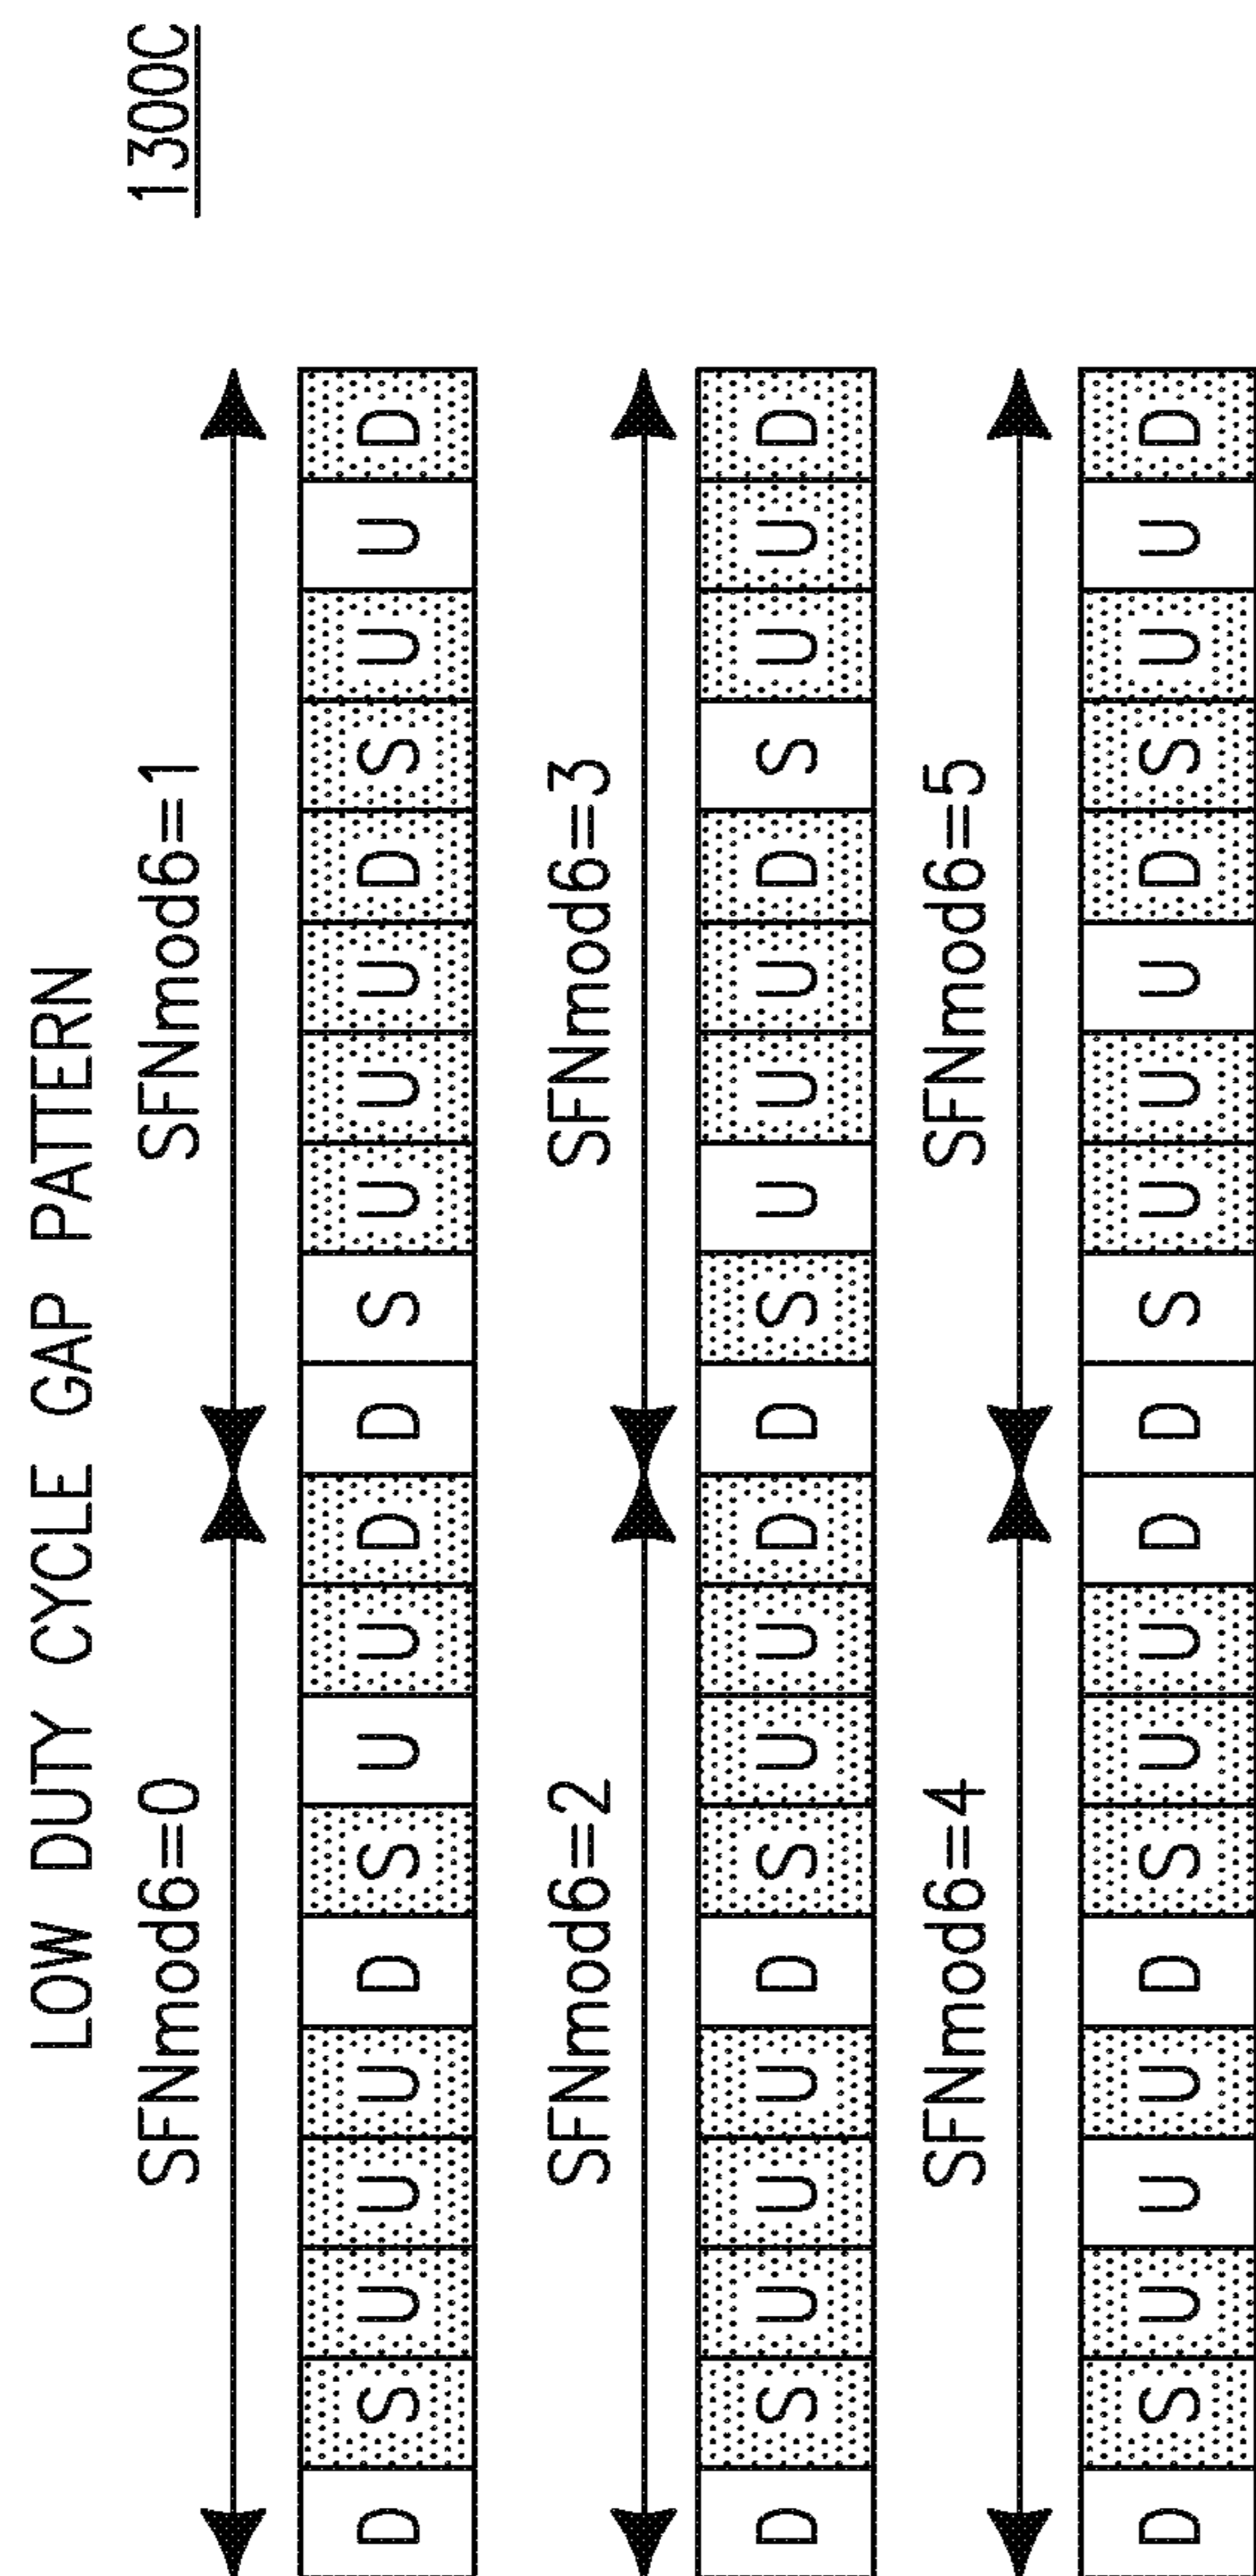 LOW DUTY CYCLE GAP PATTERN
1300C
SFNmod6=0 SFNmod6=1
D S U U U D S U U D D S U U U D S U U D
SFNmod6=2 SFNmod6=3
D S U U U D S U U D D S U U U D S U U D
SFNmod6=4 SFNmod6=5
D S U U U D S U U D D S U U U D S U U D